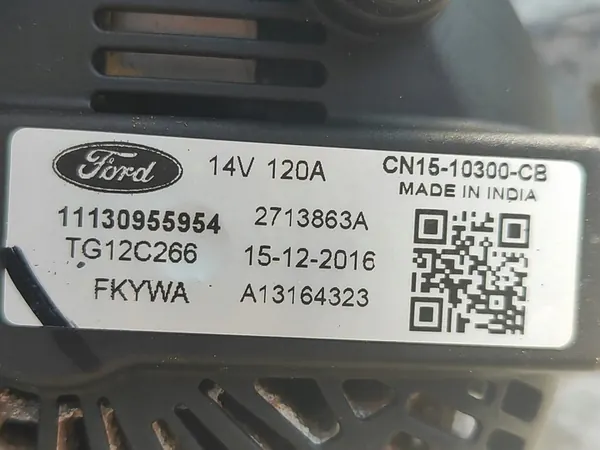 Ford 14V 120A CN15-10300-CB
MADE IN INDIA
11130955954 2713863A
TG12C266 15-12-2016
FKYWA A13164323